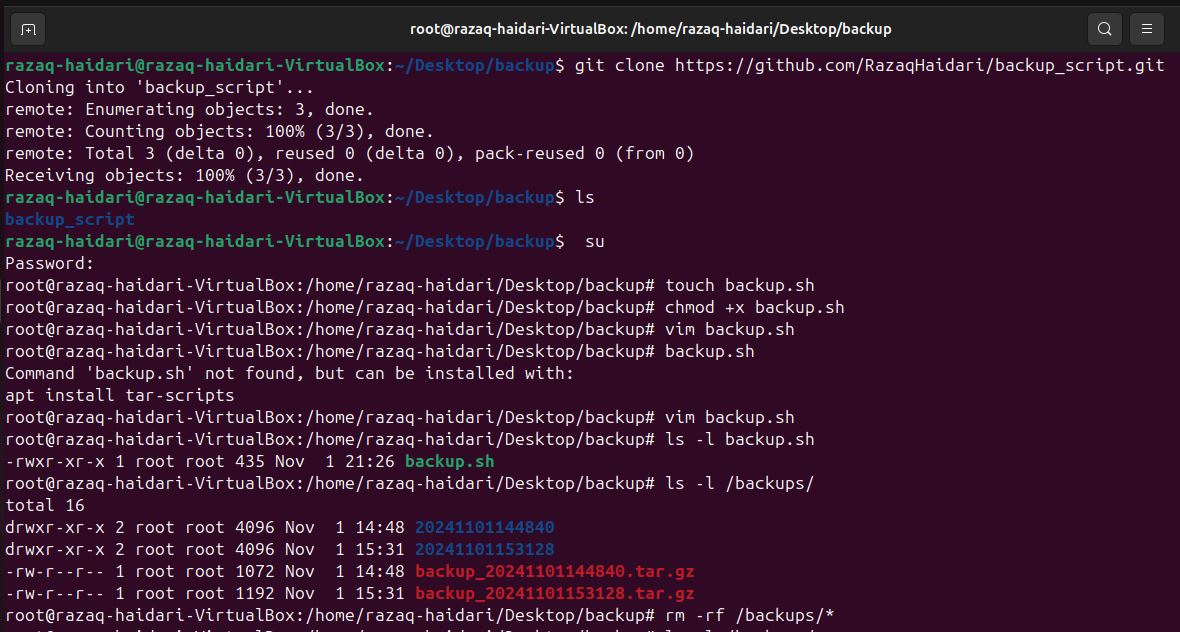 root@razaq-haidari-VirtualBox: /home/razaq-haidari/Desktop/backup
razaq-haidari@razaq-haidari-VirtualBox:~/Desktop/backup$ git clone https://github.com/RazaqHaidari/backup_script.git
Cloning into 'backup_script'...
remote: Enumerating objects: 3, done.
remote: Counting objects: 100% (3/3), done.
remote: Total 3 (delta 0), reused 0 (delta 0), pack-reused 0 (from 0)
Receiving objects: 100% (3/3), done.
razaq-haidari@razaq-haidari-VirtualBox:~/Desktop/backup$ ls
backup_script
razaq-haidari@razaq-haidari-VirtualBox:~/Desktop/backup$  su
Password:
root@razaq-haidari-VirtualBox:/home/razaq-haidari/Desktop/backup# touch backup.sh
root@razaq-haidari-VirtualBox:/home/razaq-haidari/Desktop/backup# chmod +x backup.sh
root@razaq-haidari-VirtualBox:/home/razaq-haidari/Desktop/backup# vim backup.sh
root@razaq-haidari-VirtualBox:/home/razaq-haidari/Desktop/backup# backup.sh
Command 'backup.sh' not found, but can be installed with:
apt install tar-scripts
root@razaq-haidari-VirtualBox:/home/razaq-haidari/Desktop/backup# vim backup.sh
root@razaq-haidari-VirtualBox:/home/razaq-haidari/Desktop/backup# ls -l backup.sh
-rwxr-xr-x 1 root root 435 Nov  1 21:26 backup.sh
root@razaq-haidari-VirtualBox:/home/razaq-haidari/Desktop/backup# ls -l /backups/
total 16
drwxr-xr-x 2 root root 4096 Nov  1 14:48 20241101144840
drwxr-xr-x 2 root root 4096 Nov  1 15:31 20241101153128
-rw-r--r-- 1 root root 1072 Nov  1 14:48 backup_20241101144840.tar.gz
-rw-r--r-- 1 root root 1192 Nov  1 15:31 backup_20241101153128.tar.gz
root@razaq-haidari-VirtualBox:/home/razaq-haidari/Desktop/backup# rm -rf /backups/*